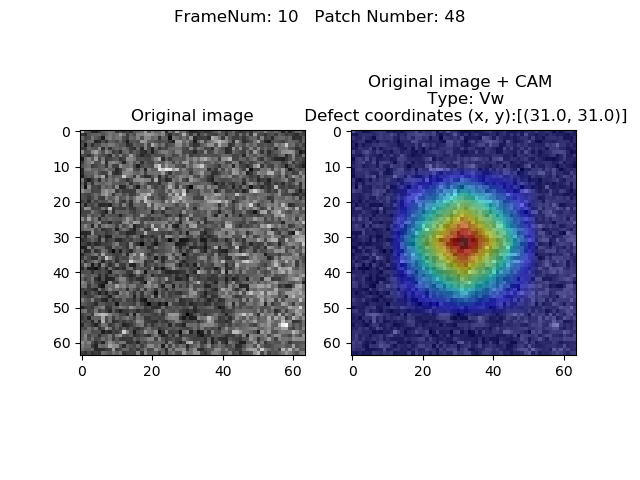 FrameNum: 10   Patch Number: 48
Original image
0
10
20
30
40
50
60
0 20 40 60
Original image + CAM
Type: Vw
Defect coordinates (x, y):[(31.0, 31.0)]
0
10
20
30
40
50
60
0 20 40 60